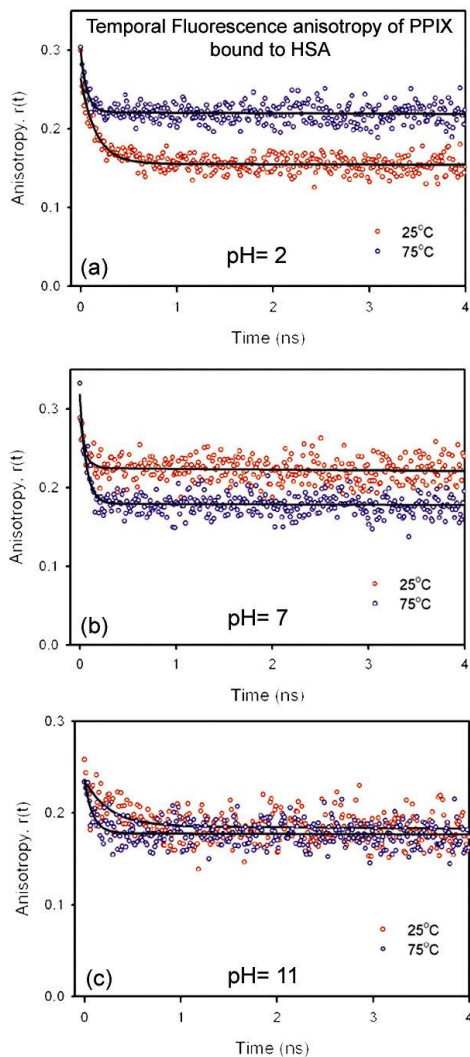 Temporal Fluorescence anisotropy of PPIX
bound to HSA
0.3
0.2
0.1
0.0
Anisotropy. r(t)
25°C
75°C
(a)
pH= 2
0
1
2
3
4
Time (ns)
0.3
0.2
0.1
0.0
Anisotropy. r(t)
25°C
75°C
(b)
pH= 7
0
1
2
3
4
Time (ns)
0.3
0.2
0.1
0.0
Anisotropy. r(t)
25°C
75°C
(c)
pH= 11
0
1
2
3
4
Time (ns)